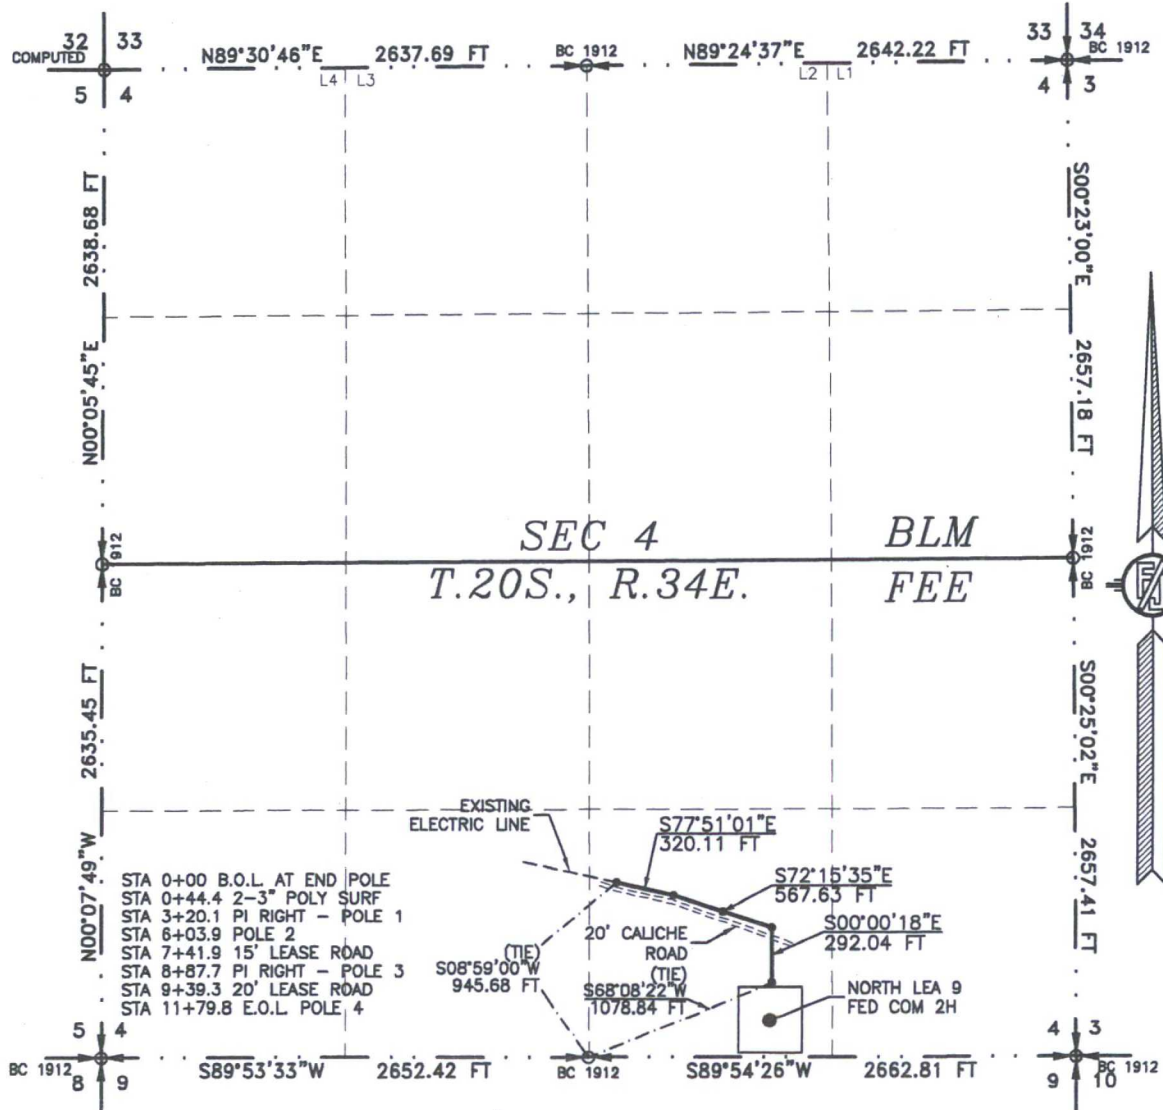 32 33
COMPUTED
5 4
N89°30'46"E 2637.69 FT
L4 L3
BC 1912
N89°24'37"E 2642.22 FT
L2 L1
33 34
BC 1912
4 3
N00°05'45"E 2638.68 FT
S00°23'00"E 2657.18 FT
BC 1912
SEC 4
BLM
T.20S., R.34E.
FEE
BC 1912
N00°07'49"W 2635.45 FT
S00°25'02"E 2657.41 FT
EXISTING
ELECTRIC LINE
S77°51'01"E
320.11 FT
S72°15'35"E
567.63 FT
S00°00'18"E
292.04 FT
STA 0+00 B.O.L. AT END POLE
STA 0+44.4 2-3" POLY SURF
STA 3+20.1 PI RIGHT - POLE 1
STA 6+03.9 POLE 2
STA 7+41.9 15' LEASE ROAD
STA 8+87.7 PI RIGHT - POLE 3
STA 9+39.3 20' LEASE ROAD
STA 11+79.8 E.O.L. POLE 4
20' CALICHE
ROAD
(TIE)
S08°59'00"W
945.68 FT
(TIE)
S68°08'22"W
1078.84 FT
NORTH LEA 9
FED COM 2H
5 4
BC 1912
8 9
S89°53'33"W 2652.42 FT
BC 1912
S89°54'26"W 2662.81 FT
4 3
BC 1912
9 10